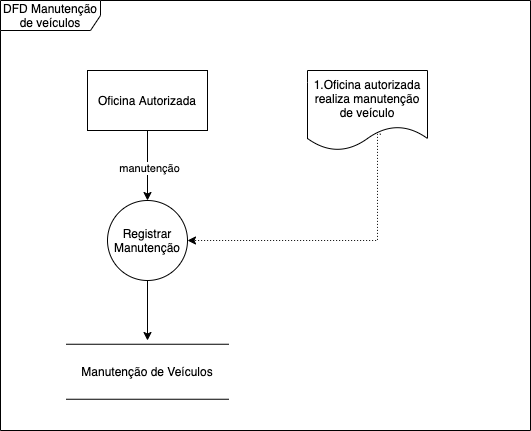 DFD Manutenção
de veículos
Oficina Autorizada
1.Oficina autorizada
realiza manutenção
de veículo
manutenção
Registrar
Manutenção
Manutenção de Veículos